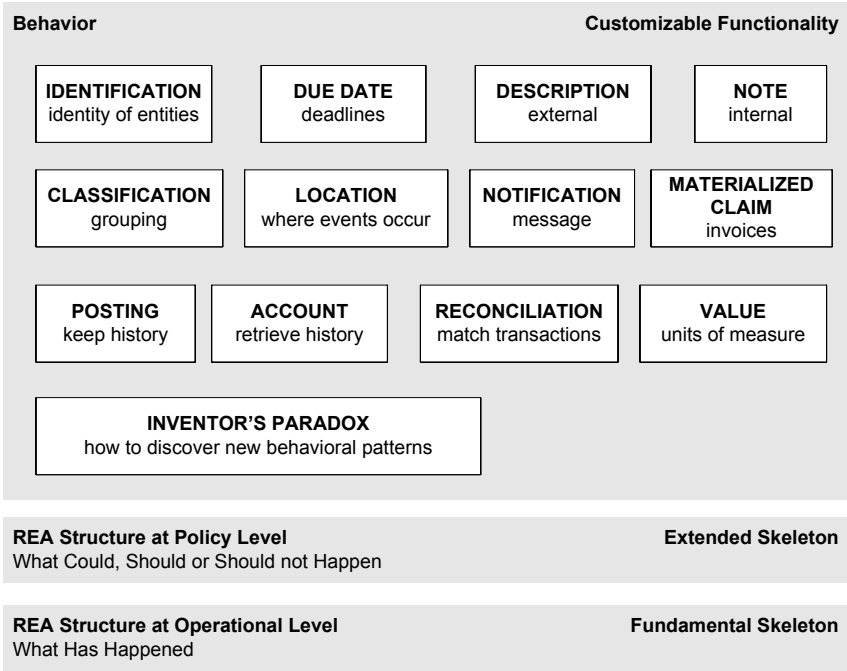 Behavior Customizable Functionality
IDENTIFICATION
identity of entities
DUE DATE
deadlines
DESCRIPTION
external
NOTE
internal
CLASSIFICATION
grouping
LOCATION
where events occur
NOTIFICATION
message
MATERIALIZED
CLAIM
invoices
POSTING
keep history
ACCOUNT
retrieve history
RECONCILIATION
match transactions
VALUE
units of measure
INVENTOR'S PARADOX
how to discover new behavioral patterns
REA Structure at Policy Level Extended Skeleton
What Could, Should or Should not Happen
REA Structure at Operational Level Fundamental Skeleton
What Has Happened